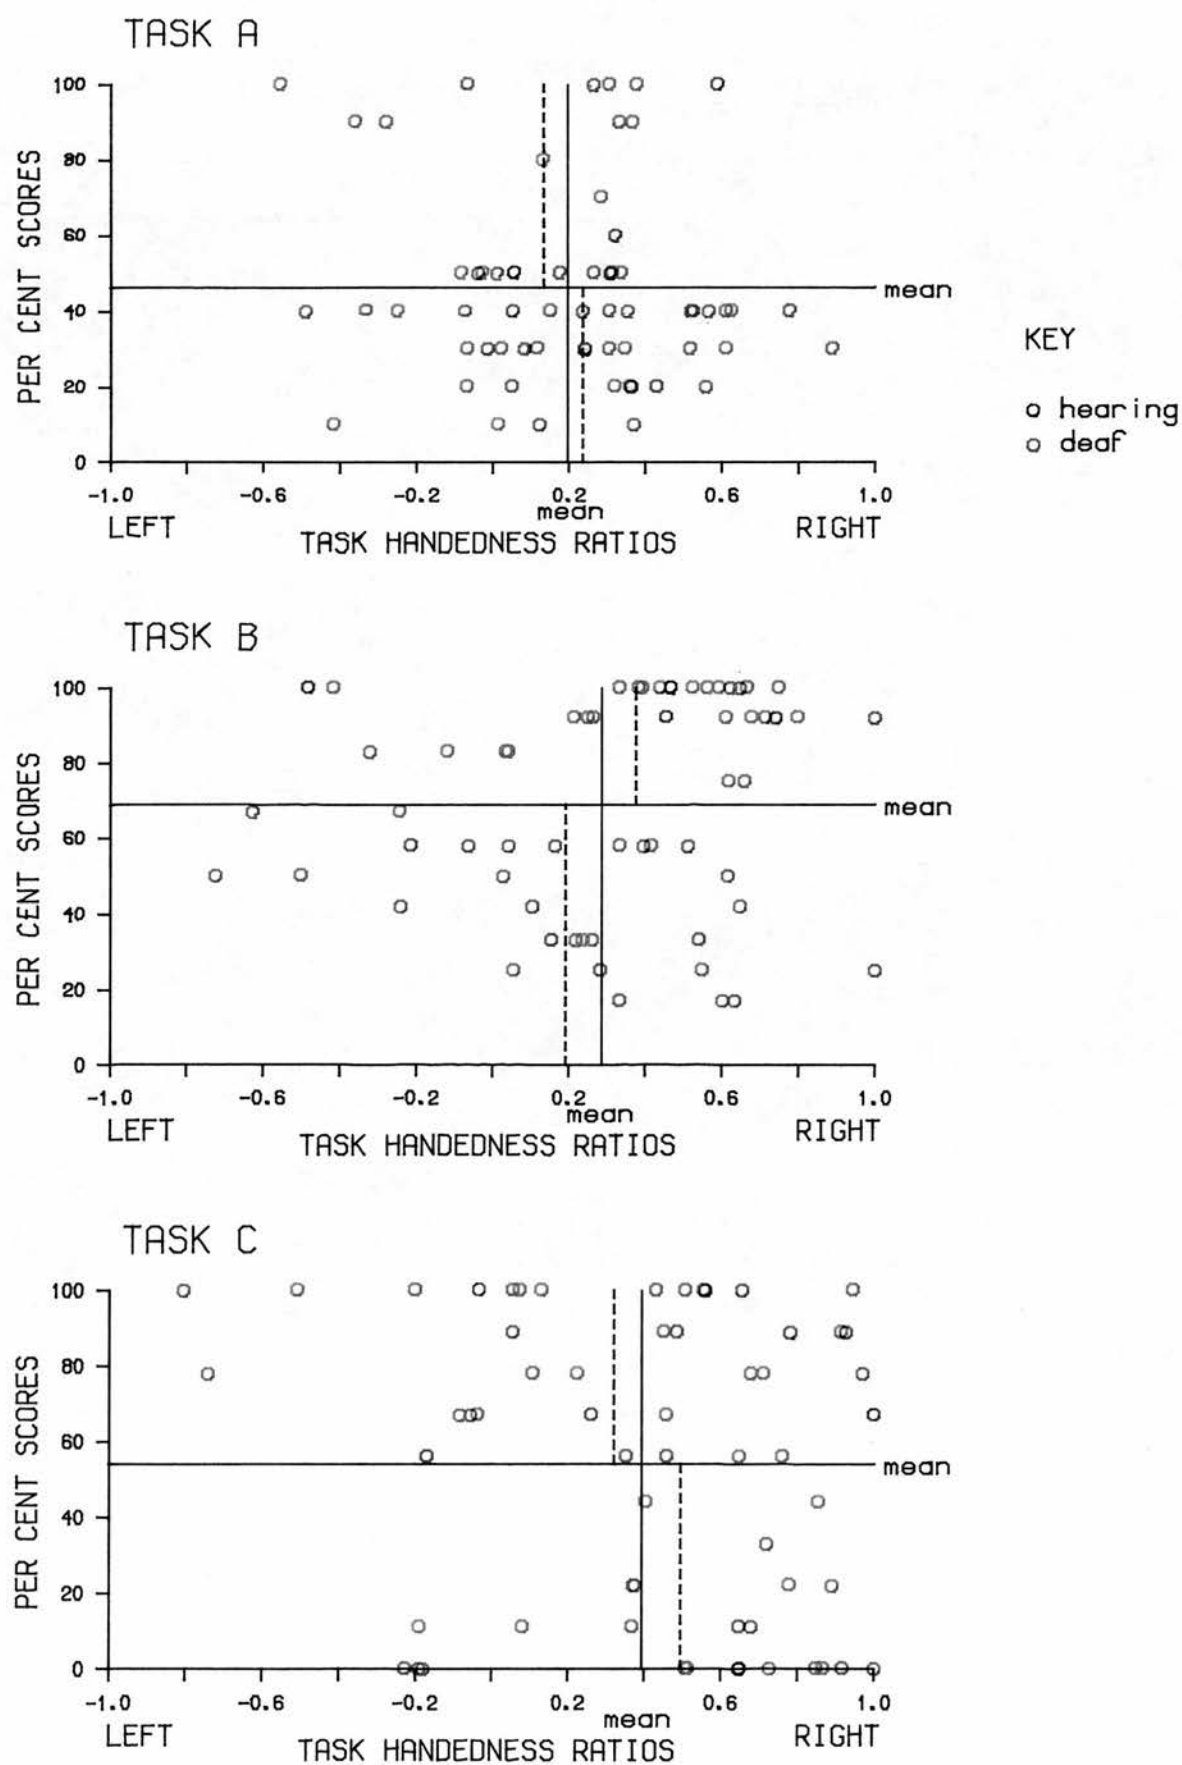 TASK A
PER CENT SCORES
100
80
60
40
20
0
mean
-1.0 -0.6 -0.2 0.2 0.6 1.0
mean
LEFT RIGHT
TASK HANDEDNESS RATIOS
KEY
hearing
deaf
TASK B
PER CENT SCORES
100
80
60
40
20
0
mean
-1.0 -0.6 -0.2 0.2 0.6 1.0
mean
LEFT RIGHT
TASK HANDEDNESS RATIOS
TASK C
PER CENT SCORES
100
80
60
40
20
0
mean
-1.0 -0.6 -0.2 0.2 0.6 1.0
mean
LEFT RIGHT
TASK HANDEDNESS RATIOS